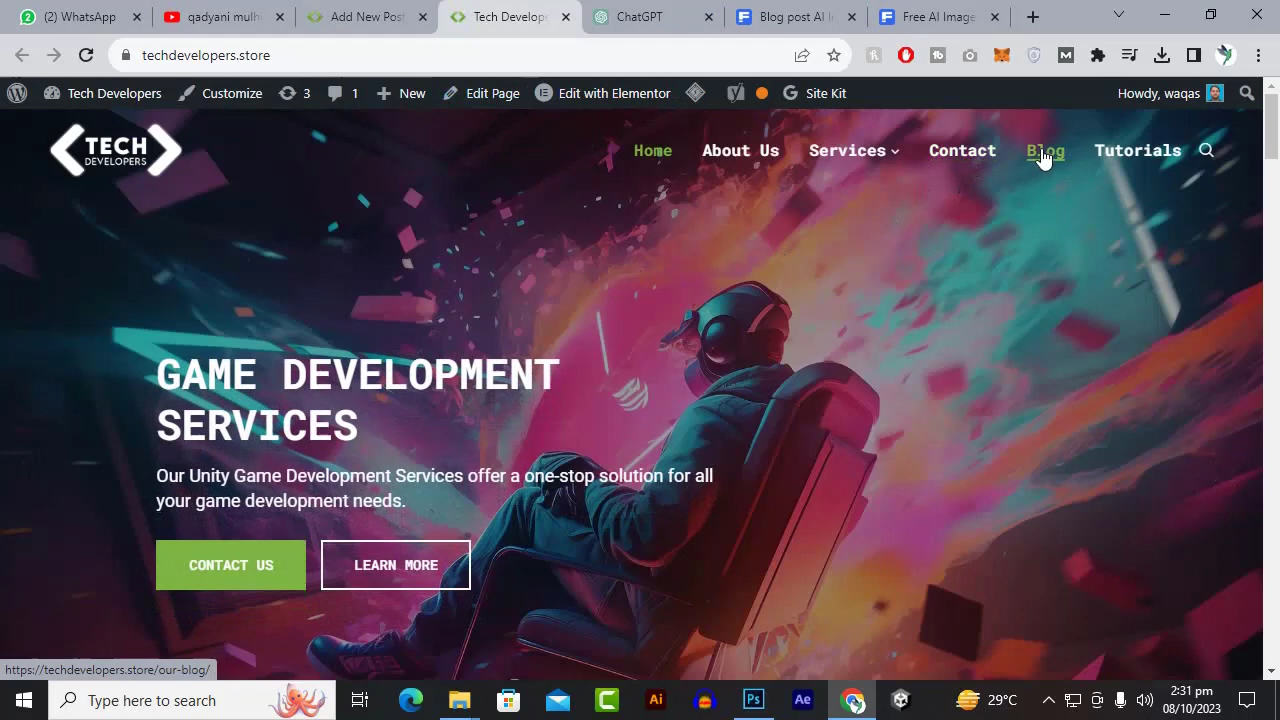 (2) WhatsApp
qadyani mulh
Add New Post
Tech Develope
ChatGPT
Blog post AI I
Free AI Image
techdevelopers.store
Tech Developers
Customize
3
1
New
Edit Page
Edit with Elementor
Site Kit
Howdy, waqas
TECH
DEVELOPERS
Home
About Us
Services
Contact
Blog
Tutorials
GAME DEVELOPMENT
SERVICES
Our Unity Game Development Services offer a one-stop solution for all
your game development needs.
CONTACT US
LEARN MORE
https://techdevelopers.store/our-blog/
Type here to search
Ai
Ps
Ae
29°C
pm
08/10/2023